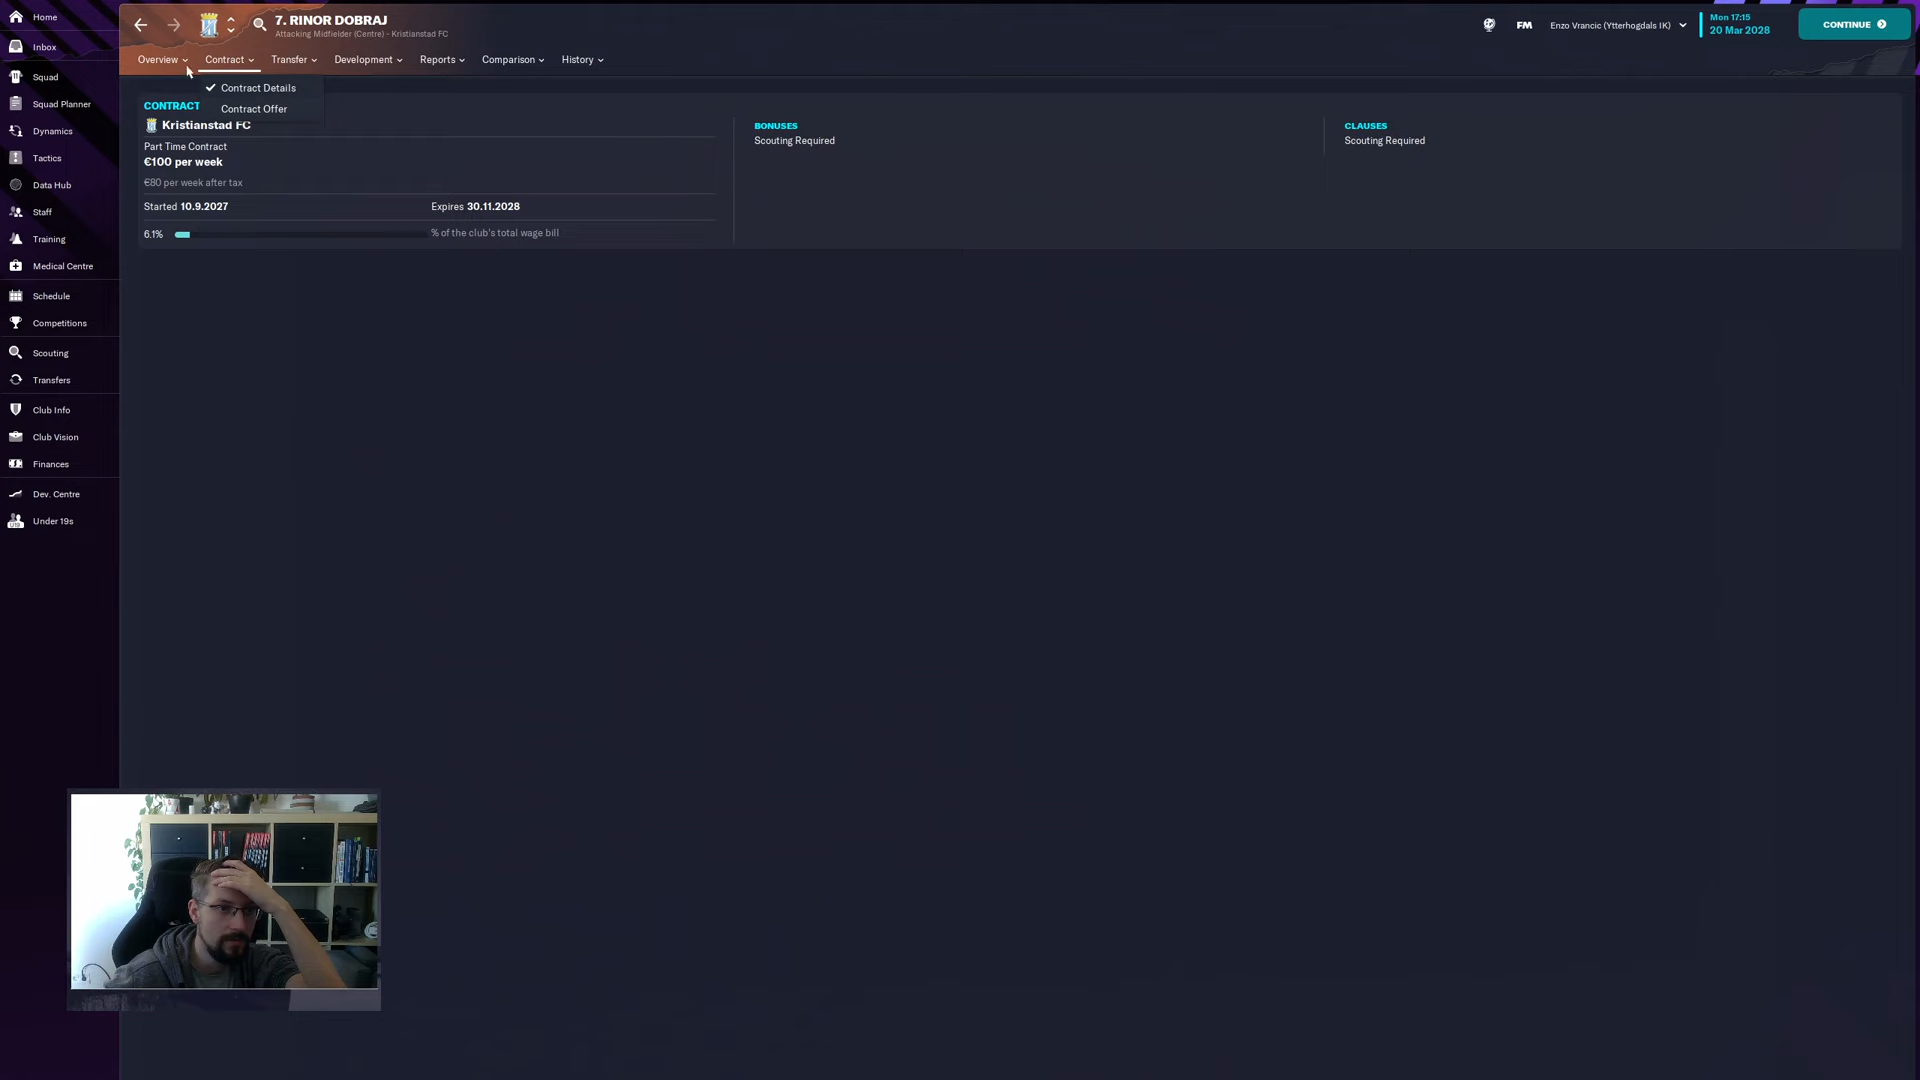 Home
Inbox
Squad
Squad Planner
Dynamics
Tactics
Data Hub
Staff
Training
Medical Centre
Schedule
Competitions
Scouting
Transfers
Club Info
Club Vision
Finances
Dev. Centre
Under 19s
7. RINOR DOBRAJ
Attacking Midfielder (Centre) - Kristianstad FC
FM
Enzo Vrancic (Ytterhogdals IK)
Mon 17:15
20 Mar 2028
CONTINUE
Overview
Contract
Transfer
Development
Reports
Comparison
History
Contract Details
Contract Offer
CONTRACT
Kristianstad FC
Part Time Contract
€100 per week
€80 per week after tax
Started 10.9.2027
Expires 30.11.2028
6.1%
% of the club's total wage bill
BONUSES
Scouting Required
CLAUSES
Scouting Required